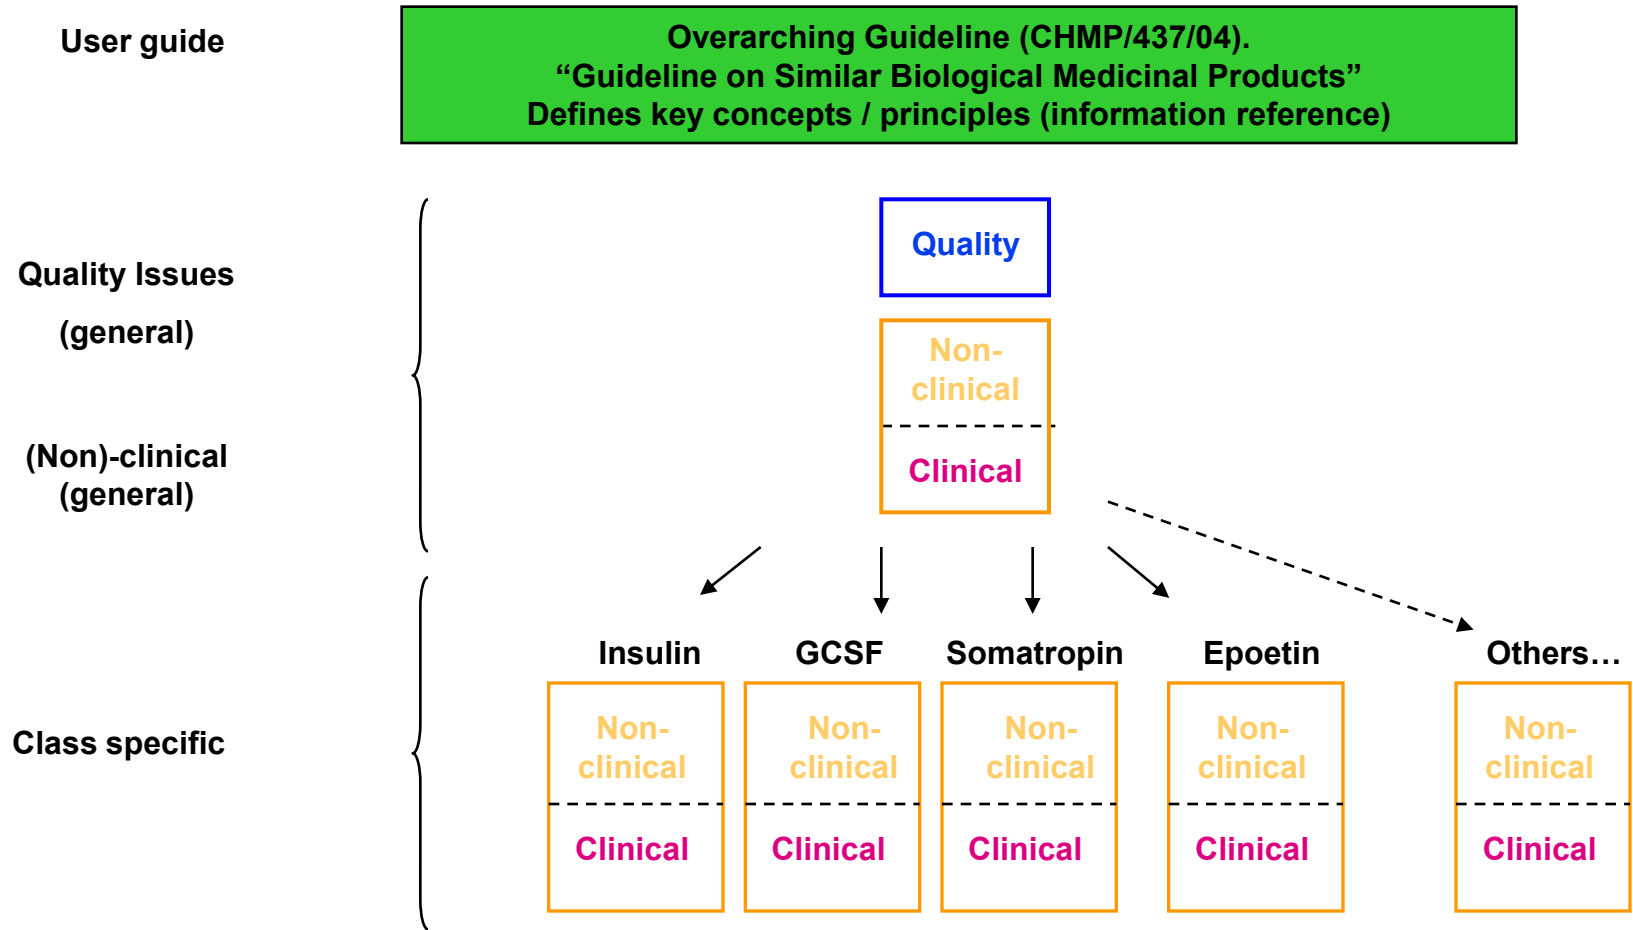 User guide
Overarching Guideline (CHMP/437/04).
“Guideline on Similar Biological Medicinal Products”
Defines key concepts / principles (information reference)
Quality Issues
(general)
Quality
Non-
clinical
Clinical
(Non)-clinical
(general)
Insulin
GCSF
Somatropin
Epoetin
Others…
Class specific
Non-
clinical
Clinical
Non-
clinical
Clinical
Non-
clinical
Clinical
Non-
clinical
Clinical
Non-
clinical
Clinical